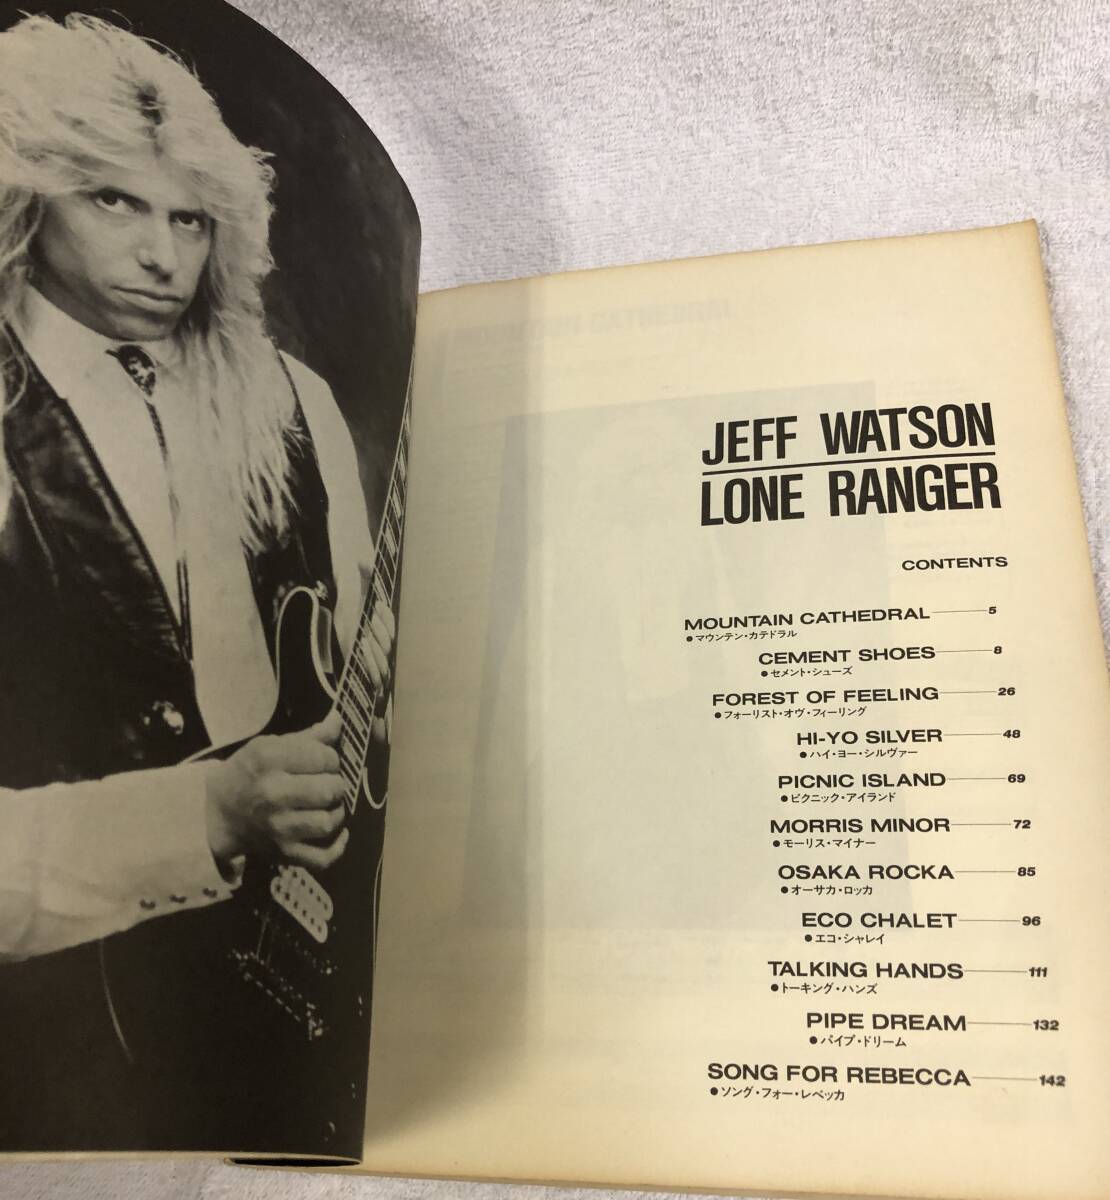 JEFF WATSON
LONE RANGER
CONTENTS
MOUNTAIN CATHEDRAL 5
●マウンテン・カテドラル
CEMENT SHOES 8
●セメント・シューズ
FOREST OF FEELING 26
●フォーリスト・オヴ・フィーリング
HI-YO SILVER 48
●ハイ・ヨー・シルヴァー
PICNIC ISLAND 69
●ピクニック・アイランド
MORRIS MINOR 72
●モーリス・マイナー
OSAKA ROCKA 85
●オーサカ・ロッカ
ECO CHALET 96
●エコ・シャレイ
TALKING HANDS 111
●トーキング・ハンズ
PIPE DREAM 132
●パイプ・ドリーム
SONG FOR REBECCA 142
●ソング・フォー・レベッカ